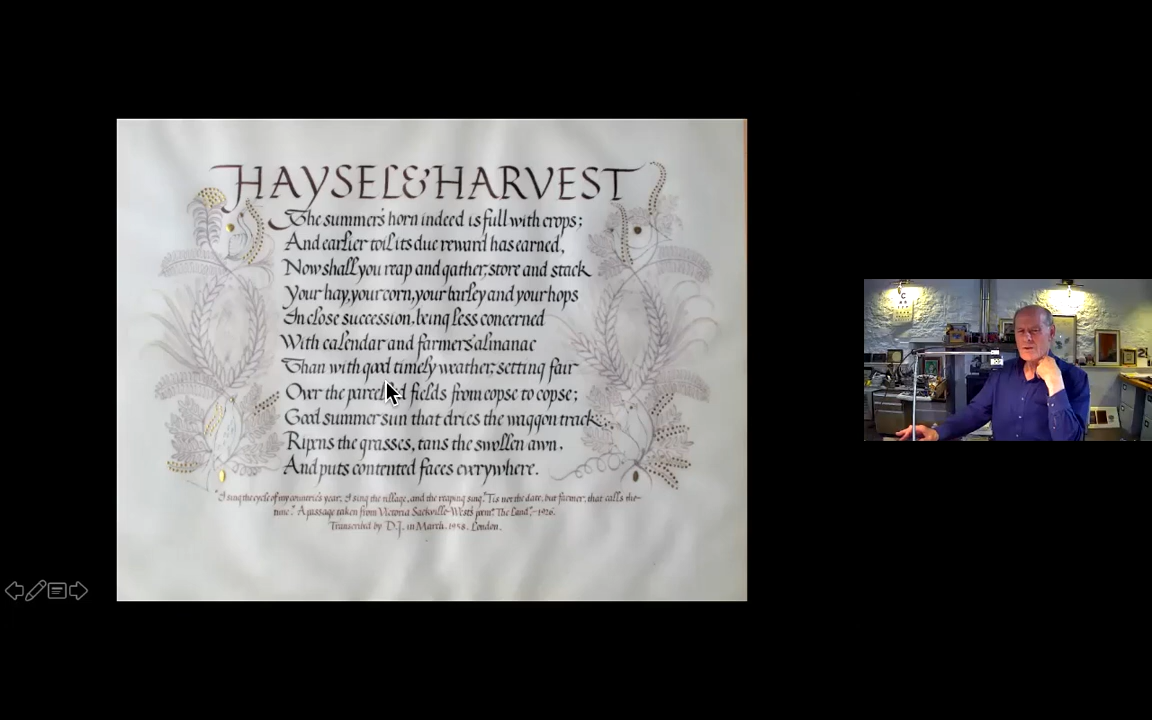 HAYSEL & HARVEST
The summer's horn indeed is full with crops;
And earlier toil its due reward has earned,
Now shall you reap and gather, store and stack
Your hay, your corn, your barley and your hops
In close succession, being less concerned
With calendar and farmer's almanac
Than with good timely weather, setting fair
Over the parcelled fields from copse to copse;
Good summer sun that dries the waggon track,
Ripens the grasses, tans the swollen awn,
And puts contented faces everywhere.
"I sing the cycle of my country's year, I sing the tillage, and the reaping sing." 'Tis not the date, but farmer, that calls the-
time." A passage taken from Victoria Sackville-West's poem "The Land", -1926.
Transcribed by D.J. in March, 1958. London.